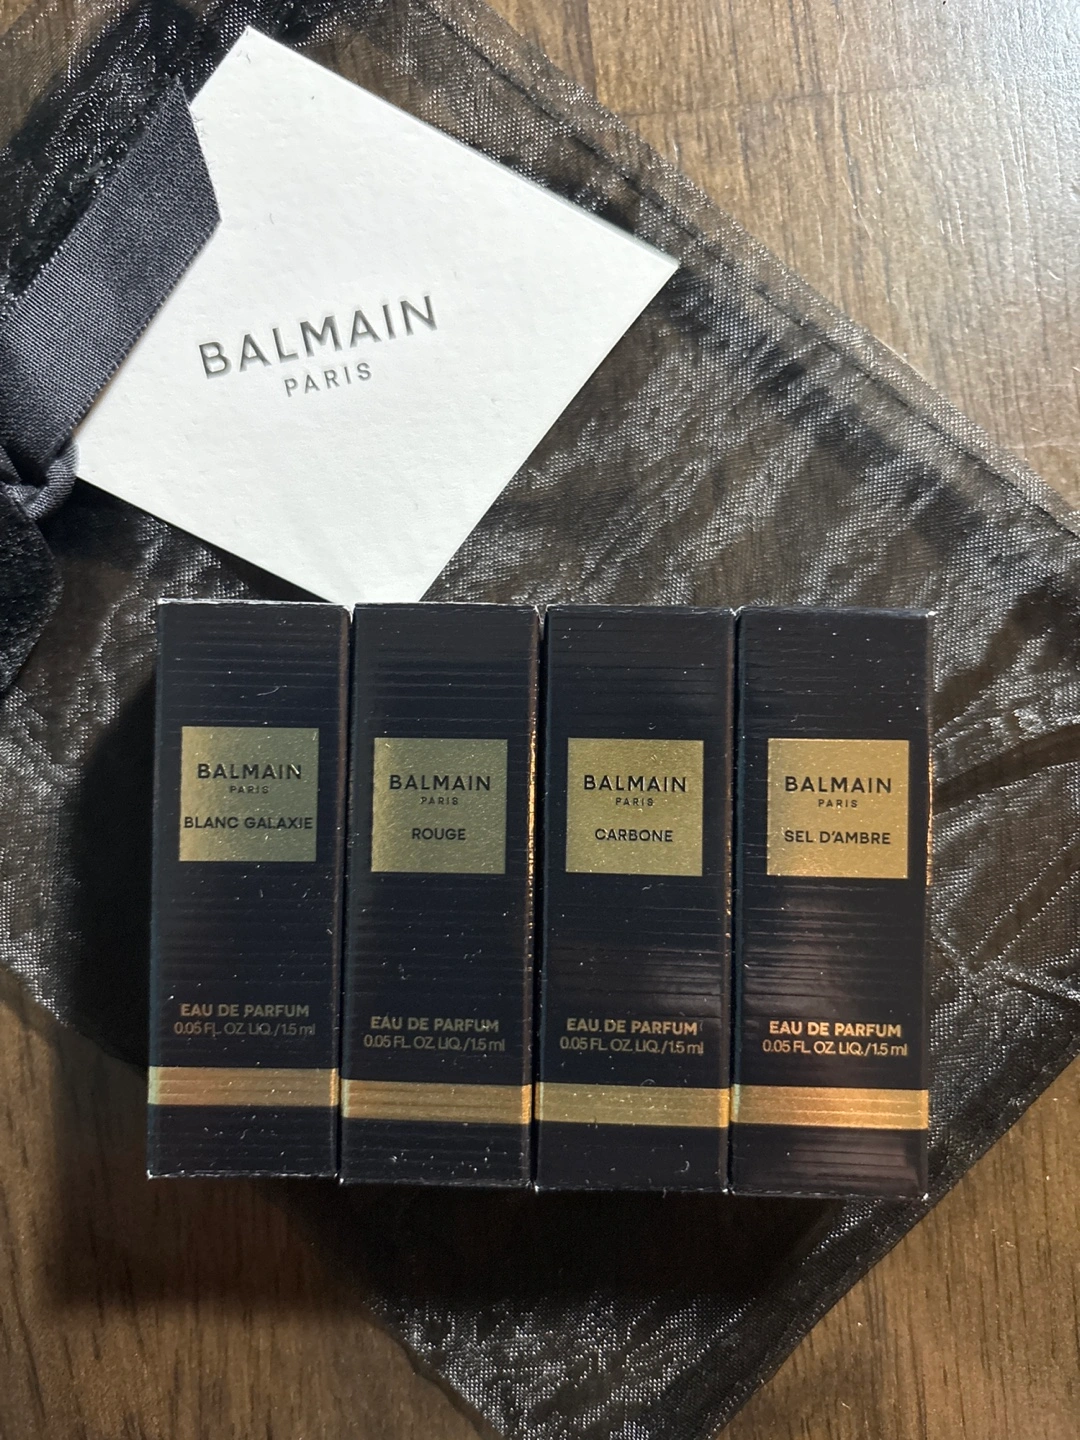 BALMAIN
PARIS
BALMAIN
PARIS
BLANC GALAXIE
EAU DE PARFUM
0.05 FL. OZ. LIQ./1.5 ml
BALMAIN
PARIS
ROUGE
EAU DE PARFUM
0.05 FL. OZ. LIQ./1.5 ml
BALMAIN
PARIS
CARBONE
EAU DE PARFUM
0.05 FL. OZ. LIQ./1.5 ml
BALMAIN
PARIS
SEL D'AMBRE
EAU DE PARFUM
0.05 FL. OZ. LIQ./1.5 ml